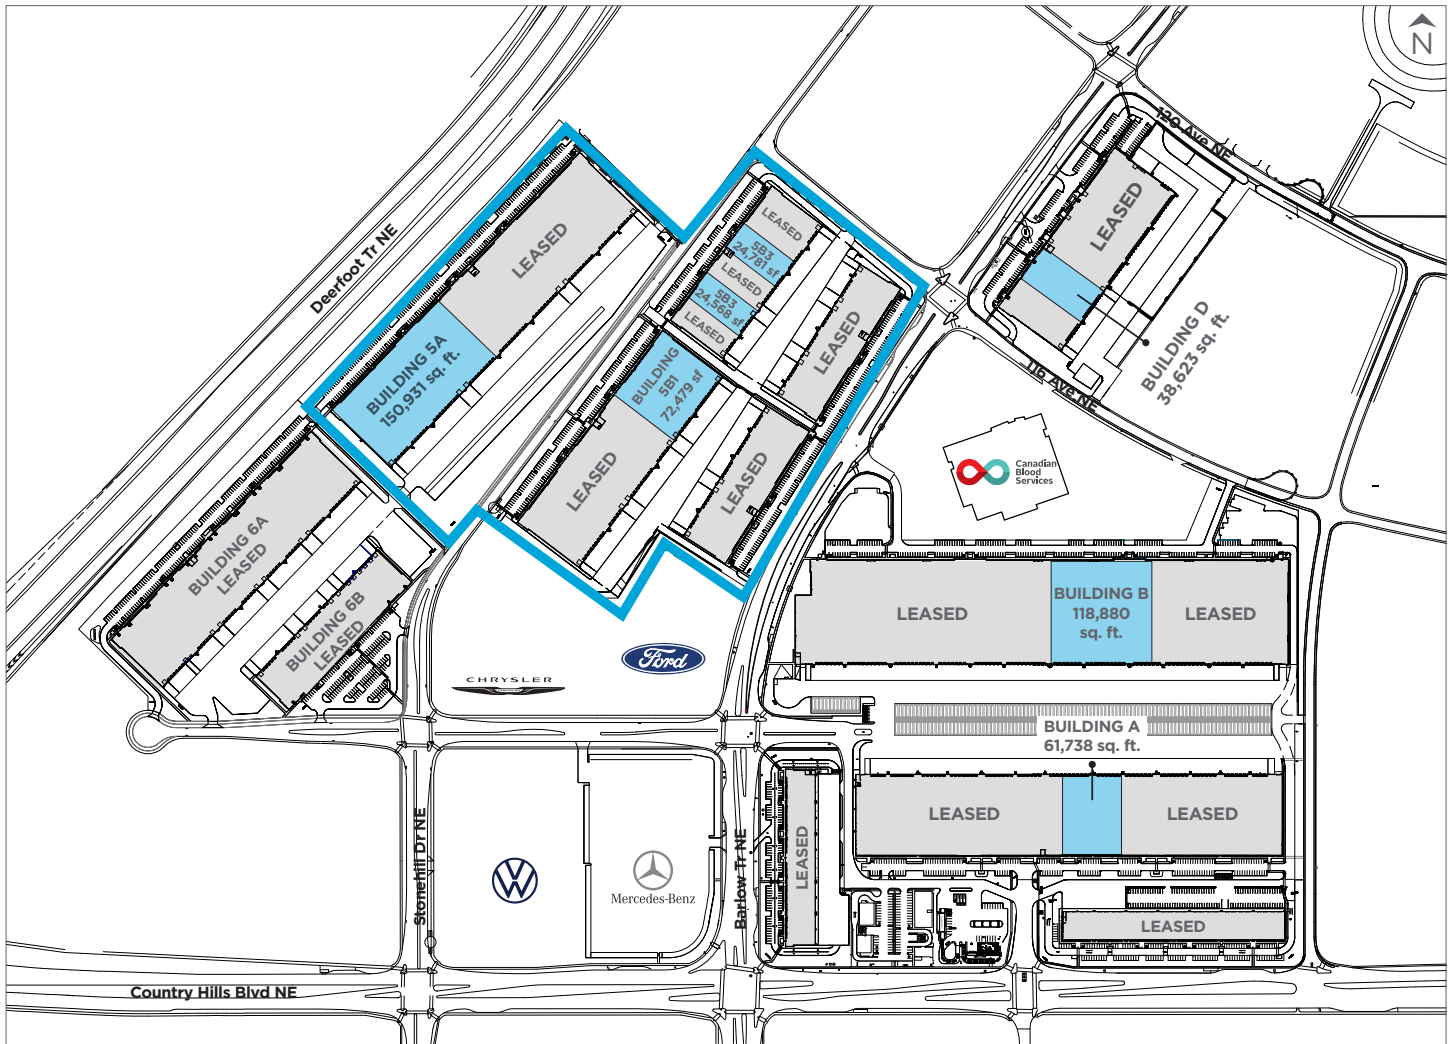 N
120 Ave NE
Deerfoot Tr NE
LEASED
LEASED
5B3
24,781 sf
LEASED
5B3
24,568 sf
LEASED
LEASED
BUILDING 5A
150,931 sq. ft.
BUILDING
5B1
72,479 sf
LEASED
LEASED
LEASED
BUILDING D
38,623 sq. ft.
116 Ave NE
Canadian
Blood
Services
BUILDING 6A
LEASED
BUILDING 6B
LEASED
LEASED
BUILDING B
118,880
sq. ft.
LEASED
Ford
CHRYSLER
BUILDING A
61,738 sq. ft.
LEASED
LEASED
LEASED
Stonehill Dr NE
Mercedes-Benz
Barlow Tr NE
LEASED
Country Hills Blvd NE